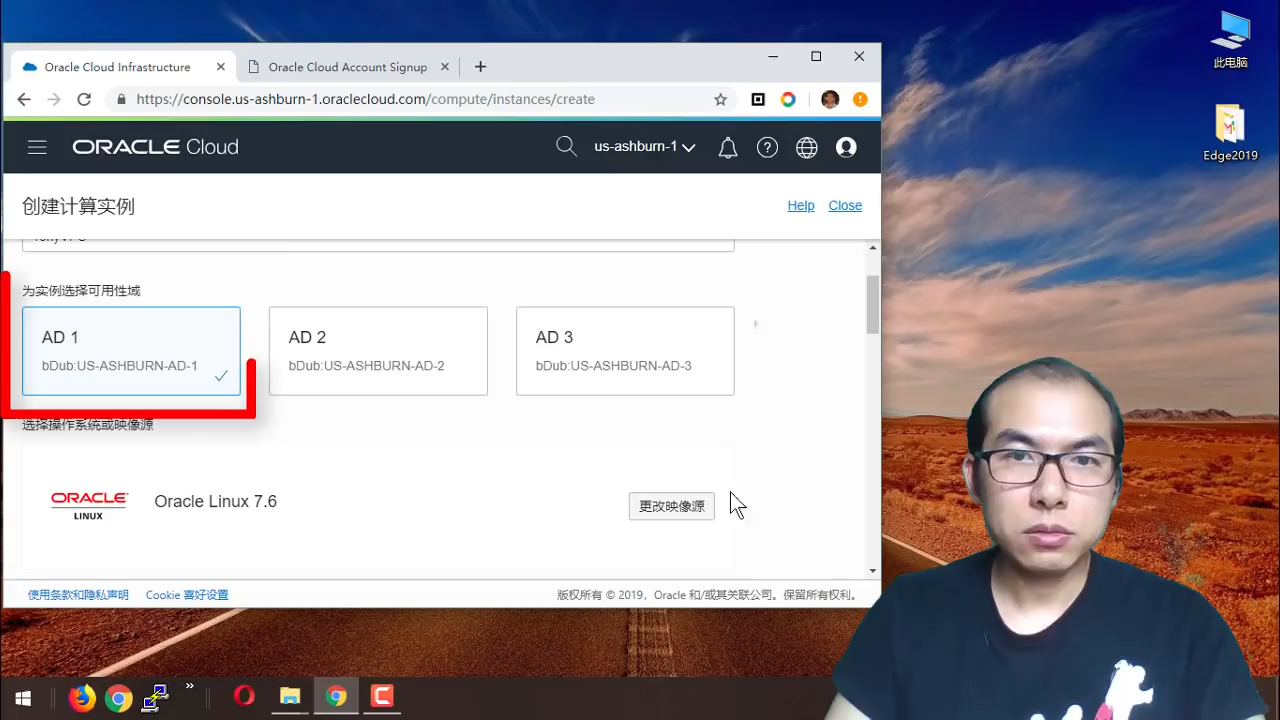 Oracle Cloud Infrastructure
Oracle Cloud Account Signup
https://console.us-ashburn-1.oraclecloud.com/compute/instances/create
ORACLE Cloud
us-ashburn-1
创建计算实例
Help
Close
为实例选择可用性域
AD 1
bDub:US-ASHBURN-AD-1
AD 2
bDub:US-ASHBURN-AD-2
AD 3
bDub:US-ASHBURN-AD-3
选择操作系统或映像源
ORACLE
LINUX
Oracle Linux 7.6
更改映像源
使用条款和隐私声明
Cookie 喜好设置
版权所有 © 2019，Oracle 和/或其关联公司。保留所有权利。
此电脑
Edge2019